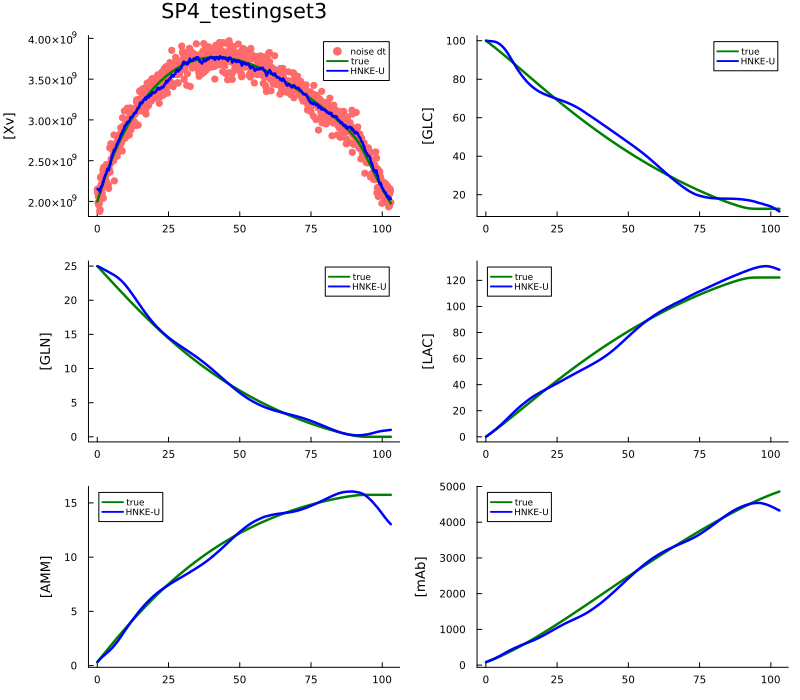 SP4_testingset3
[Xv]
4.00×10⁹
3.50×10⁹
3.00×10⁹
2.50×10⁹
2.00×10⁹
noise dt
true
HNKE-U
0 25 50 75 100
[GLC]
100
80
60
40
20
true
HNKE-U
0 25 50 75 100
[GLN]
25
20
15
10
5
0
true
HNKE-U
0 25 50 75 100
[LAC]
120
100
80
60
40
20
0
true
HNKE-U
0 25 50 75 100
[AMM]
15
10
5
0
true
HNKE-U
0 25 50 75 100
[mAb]
5000
4000
3000
2000
1000
0
true
HNKE-U
0 25 50 75 100